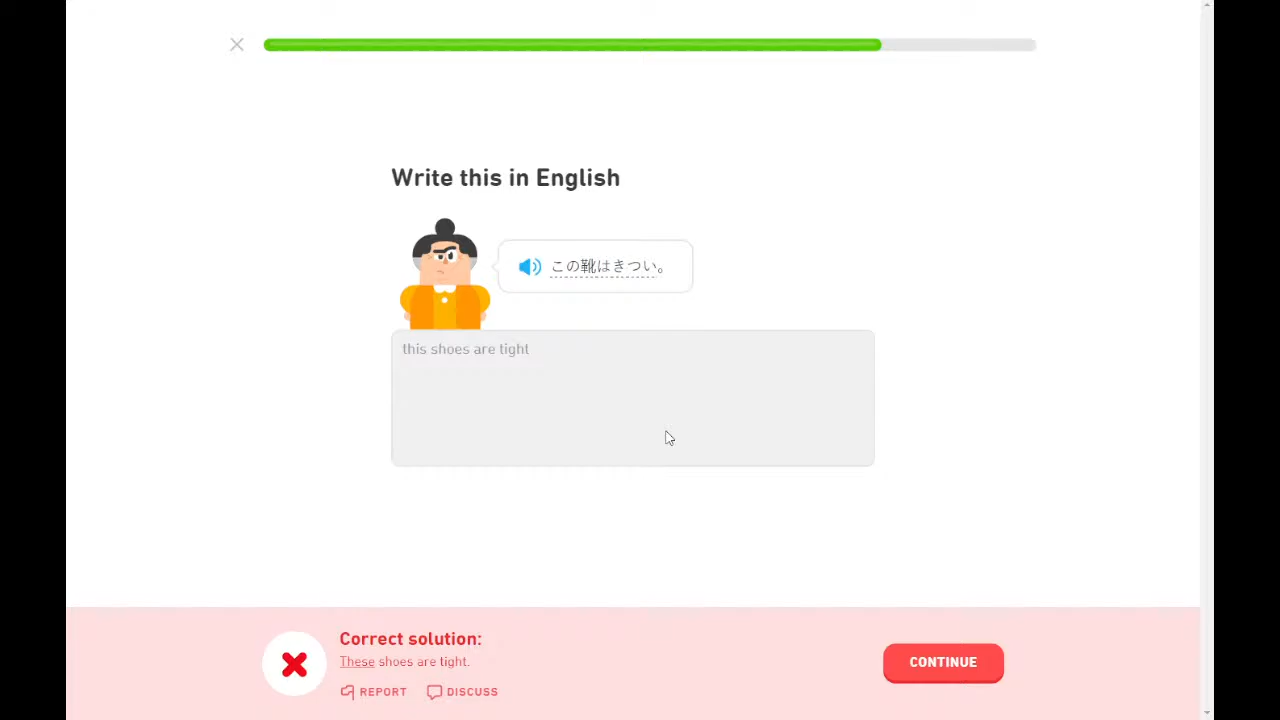 Write this in English
この靴はきつい。
this shoes are tight
Correct solution:
These shoes are tight.
REPORT DISCUSS
CONTINUE